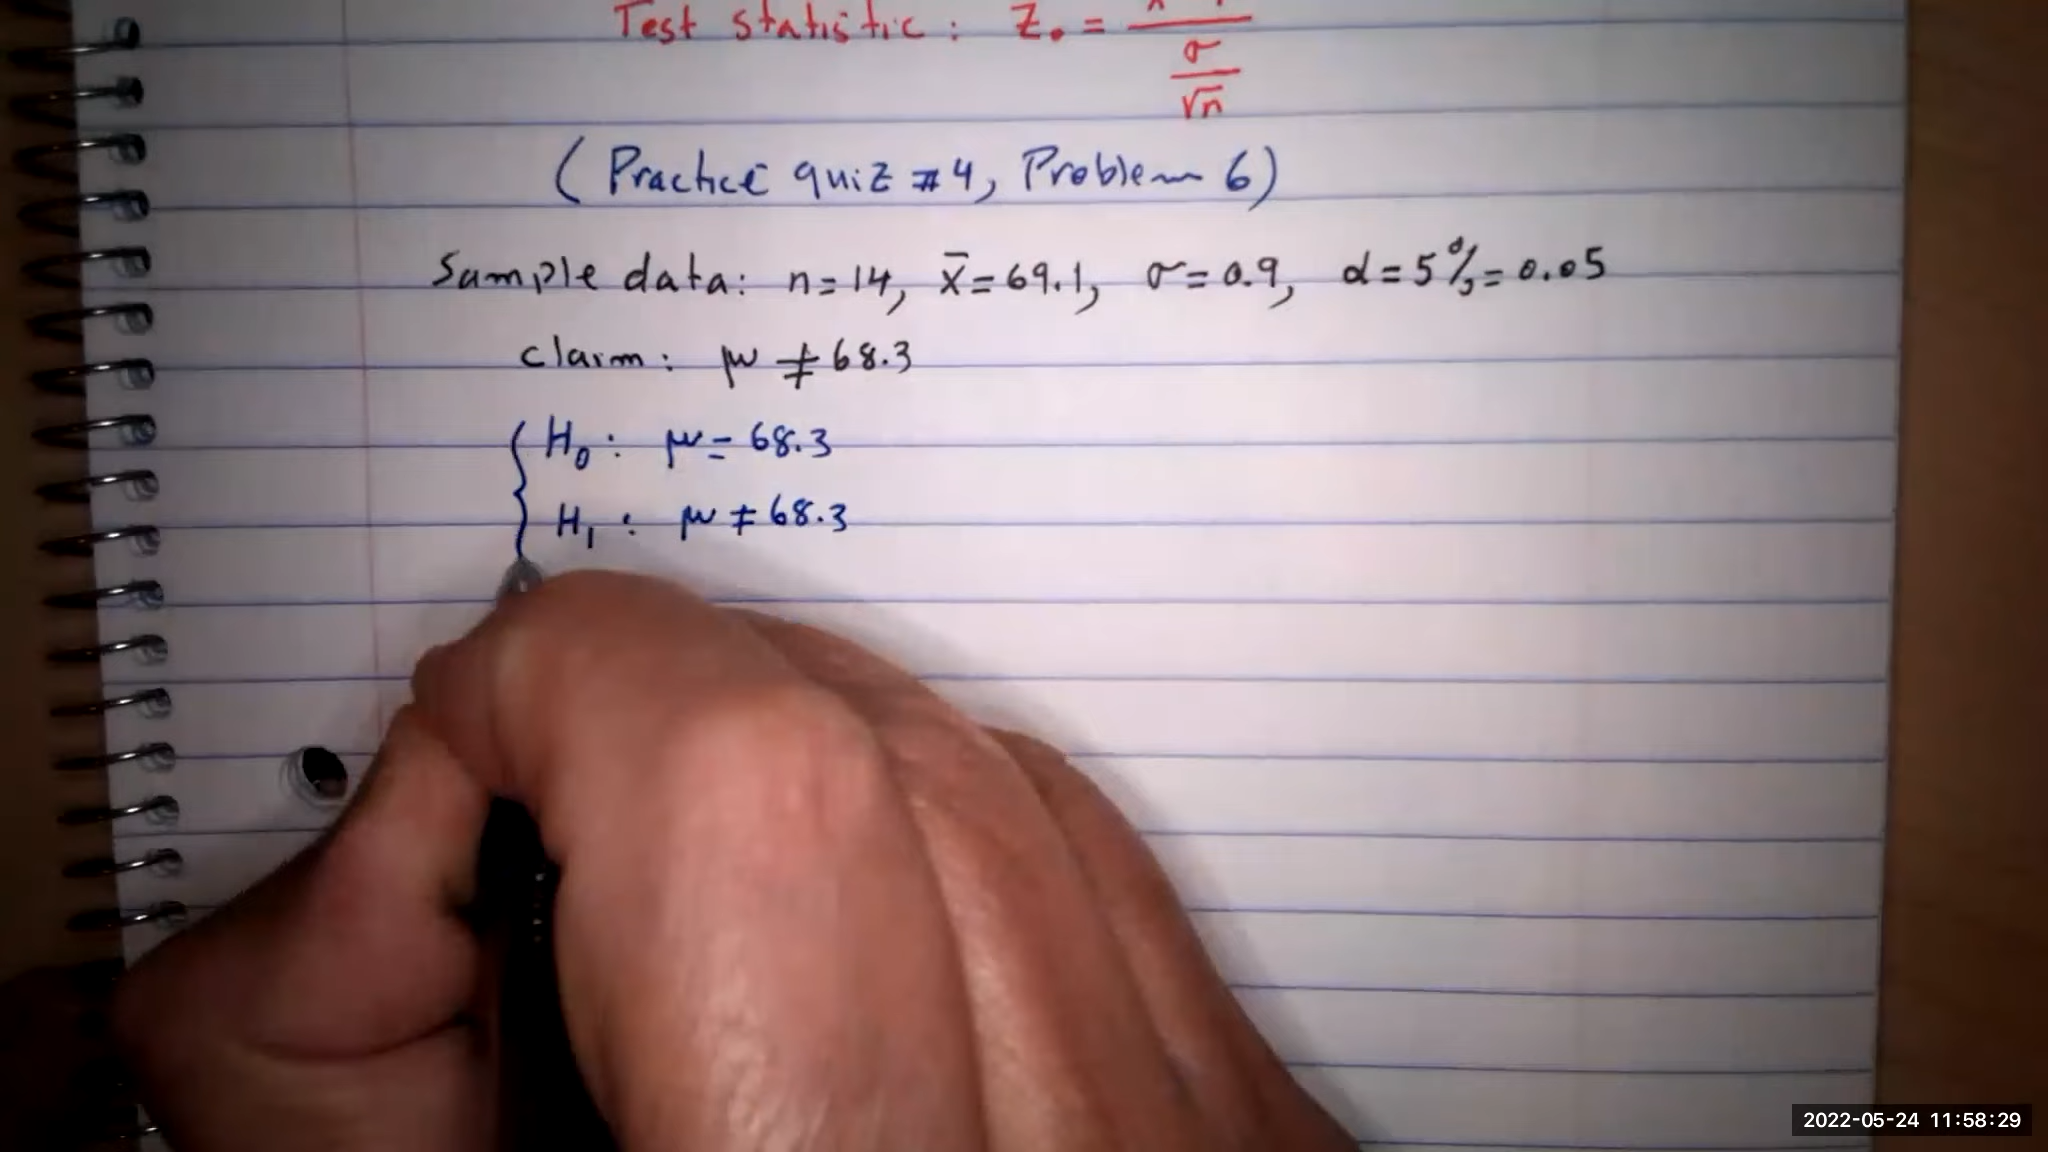 Test statistic: Z₀ =
σ
√n
(Practice quiz #4, Problem 6)
Sample data: n=14, x̄=69.1, σ=0.9, α=5%=0.05
claim: μ ≠ 68.3
H₀: μ = 68.3
H₁: μ ≠ 68.3
2022-05-24 11:58:29